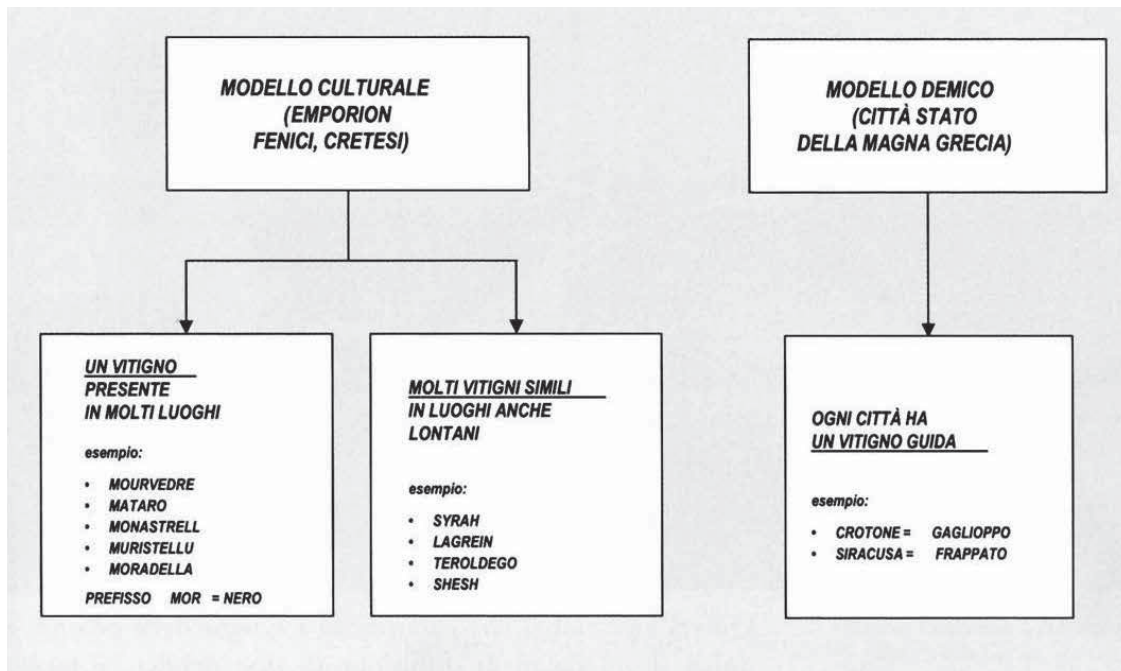 MODELLO CULTURALE
(EMPORION
FENICI, CRETESI)
MODELLO DEMICO
(CITTÀ STATO
DELLA MAGNA GRECIA)
UN VITIGNO
PRESENTE
IN MOLTI LUOGHI
esempio:
• MOURVEDRE
• MATARO
• MONASTRELL
• MURISTELLU
• MORADELLA
PREFISSO MOR = NERO
MOLTI VITIGNI SIMILI
IN LUOGHI ANCHE
LONTANI
esempio:
• SYRAH
• LAGREIN
• TEROLDEGO
• SHESH
OGNI CITTÀ HA
UN VITIGNO GUIDA
esempio:
• CROTONE = GAGLIOPPO
• SIRACUSA = FRAPPATO